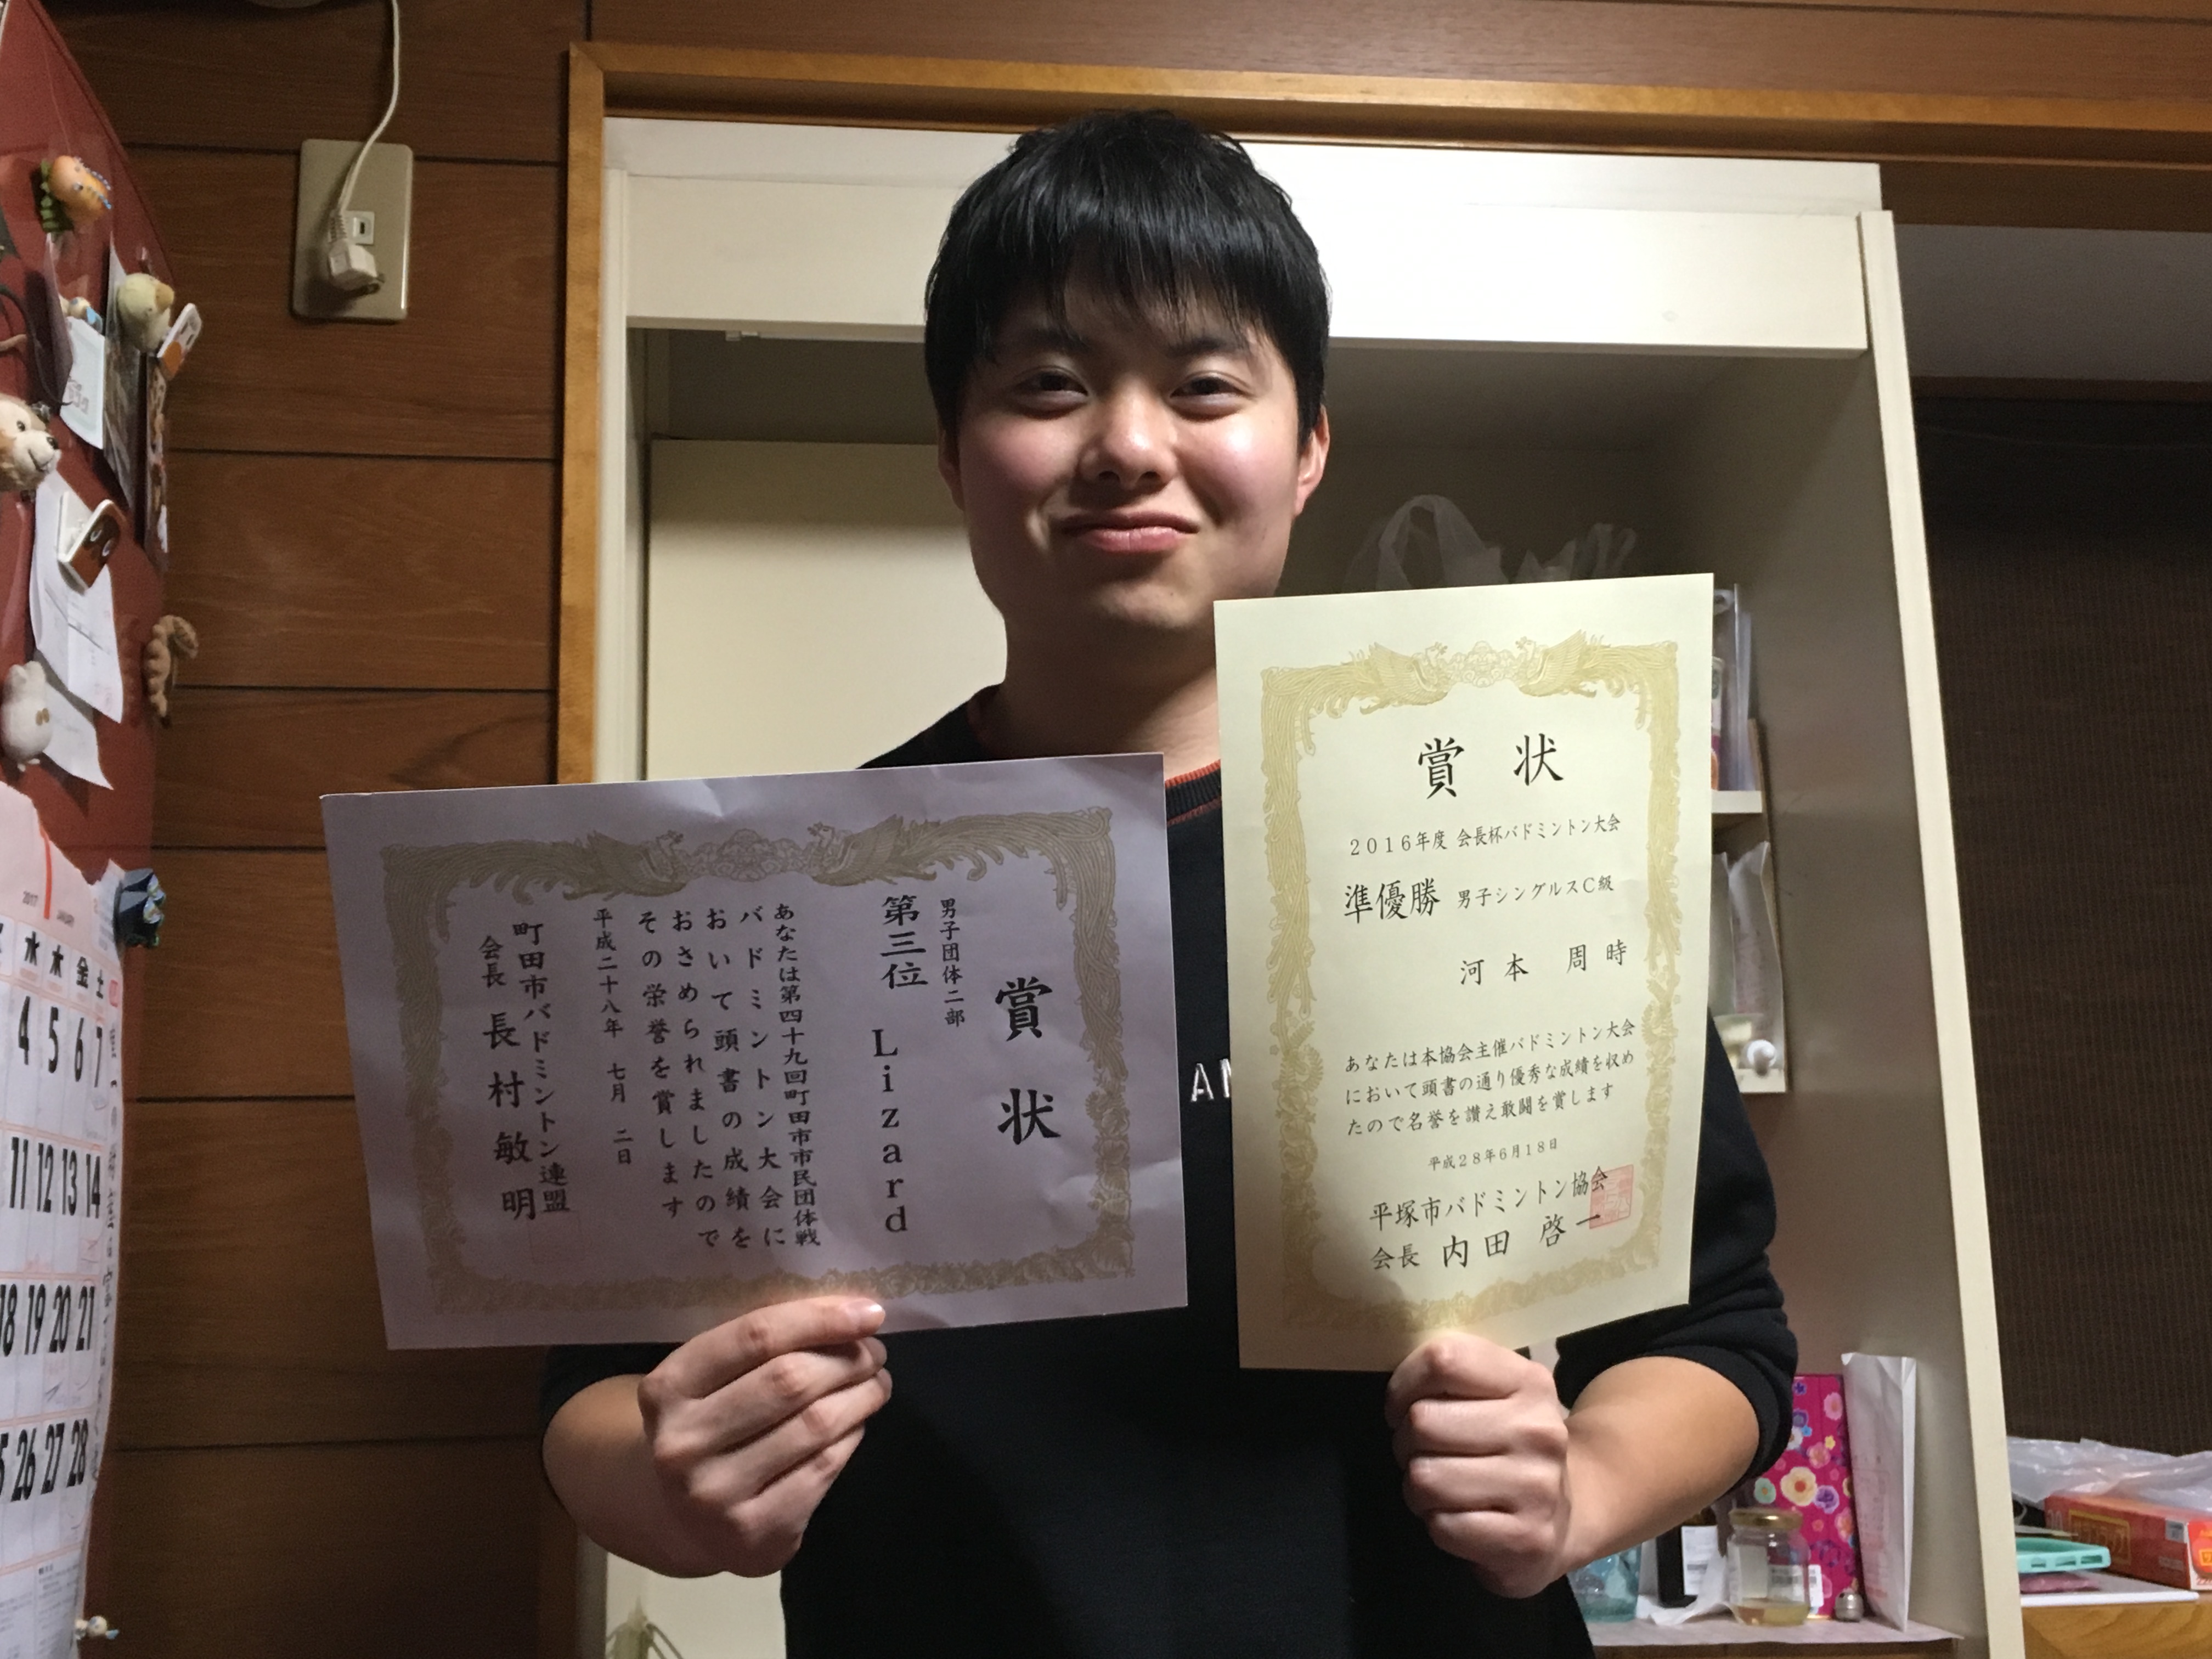 賞状
男子団体二部
第三位 Lizard
あなたは第四十九回町田市市民団体戦
バドミントン大会に
おいて頭書の成績を
おさめられましたので
その栄誉を賞します
平成二十八年 七月 二日
町田市バドミントン連盟
会長 長村敏明
賞 状
2016年度 会長杯バドミントン大会
準優勝 男子シングルスC級
河本 周時
あなたは本協会主催バドミントン大会
において頭書の通り優秀な成績を収め
たので名誉を讃え敢闘を賞します
平成28年6月18日
平塚市バドミントン協会
会長 内田 啓一
2017 JANUARY
水 木 金 土
4 5 6 7
11 12 13 14
18 19 20 21
26 27 28